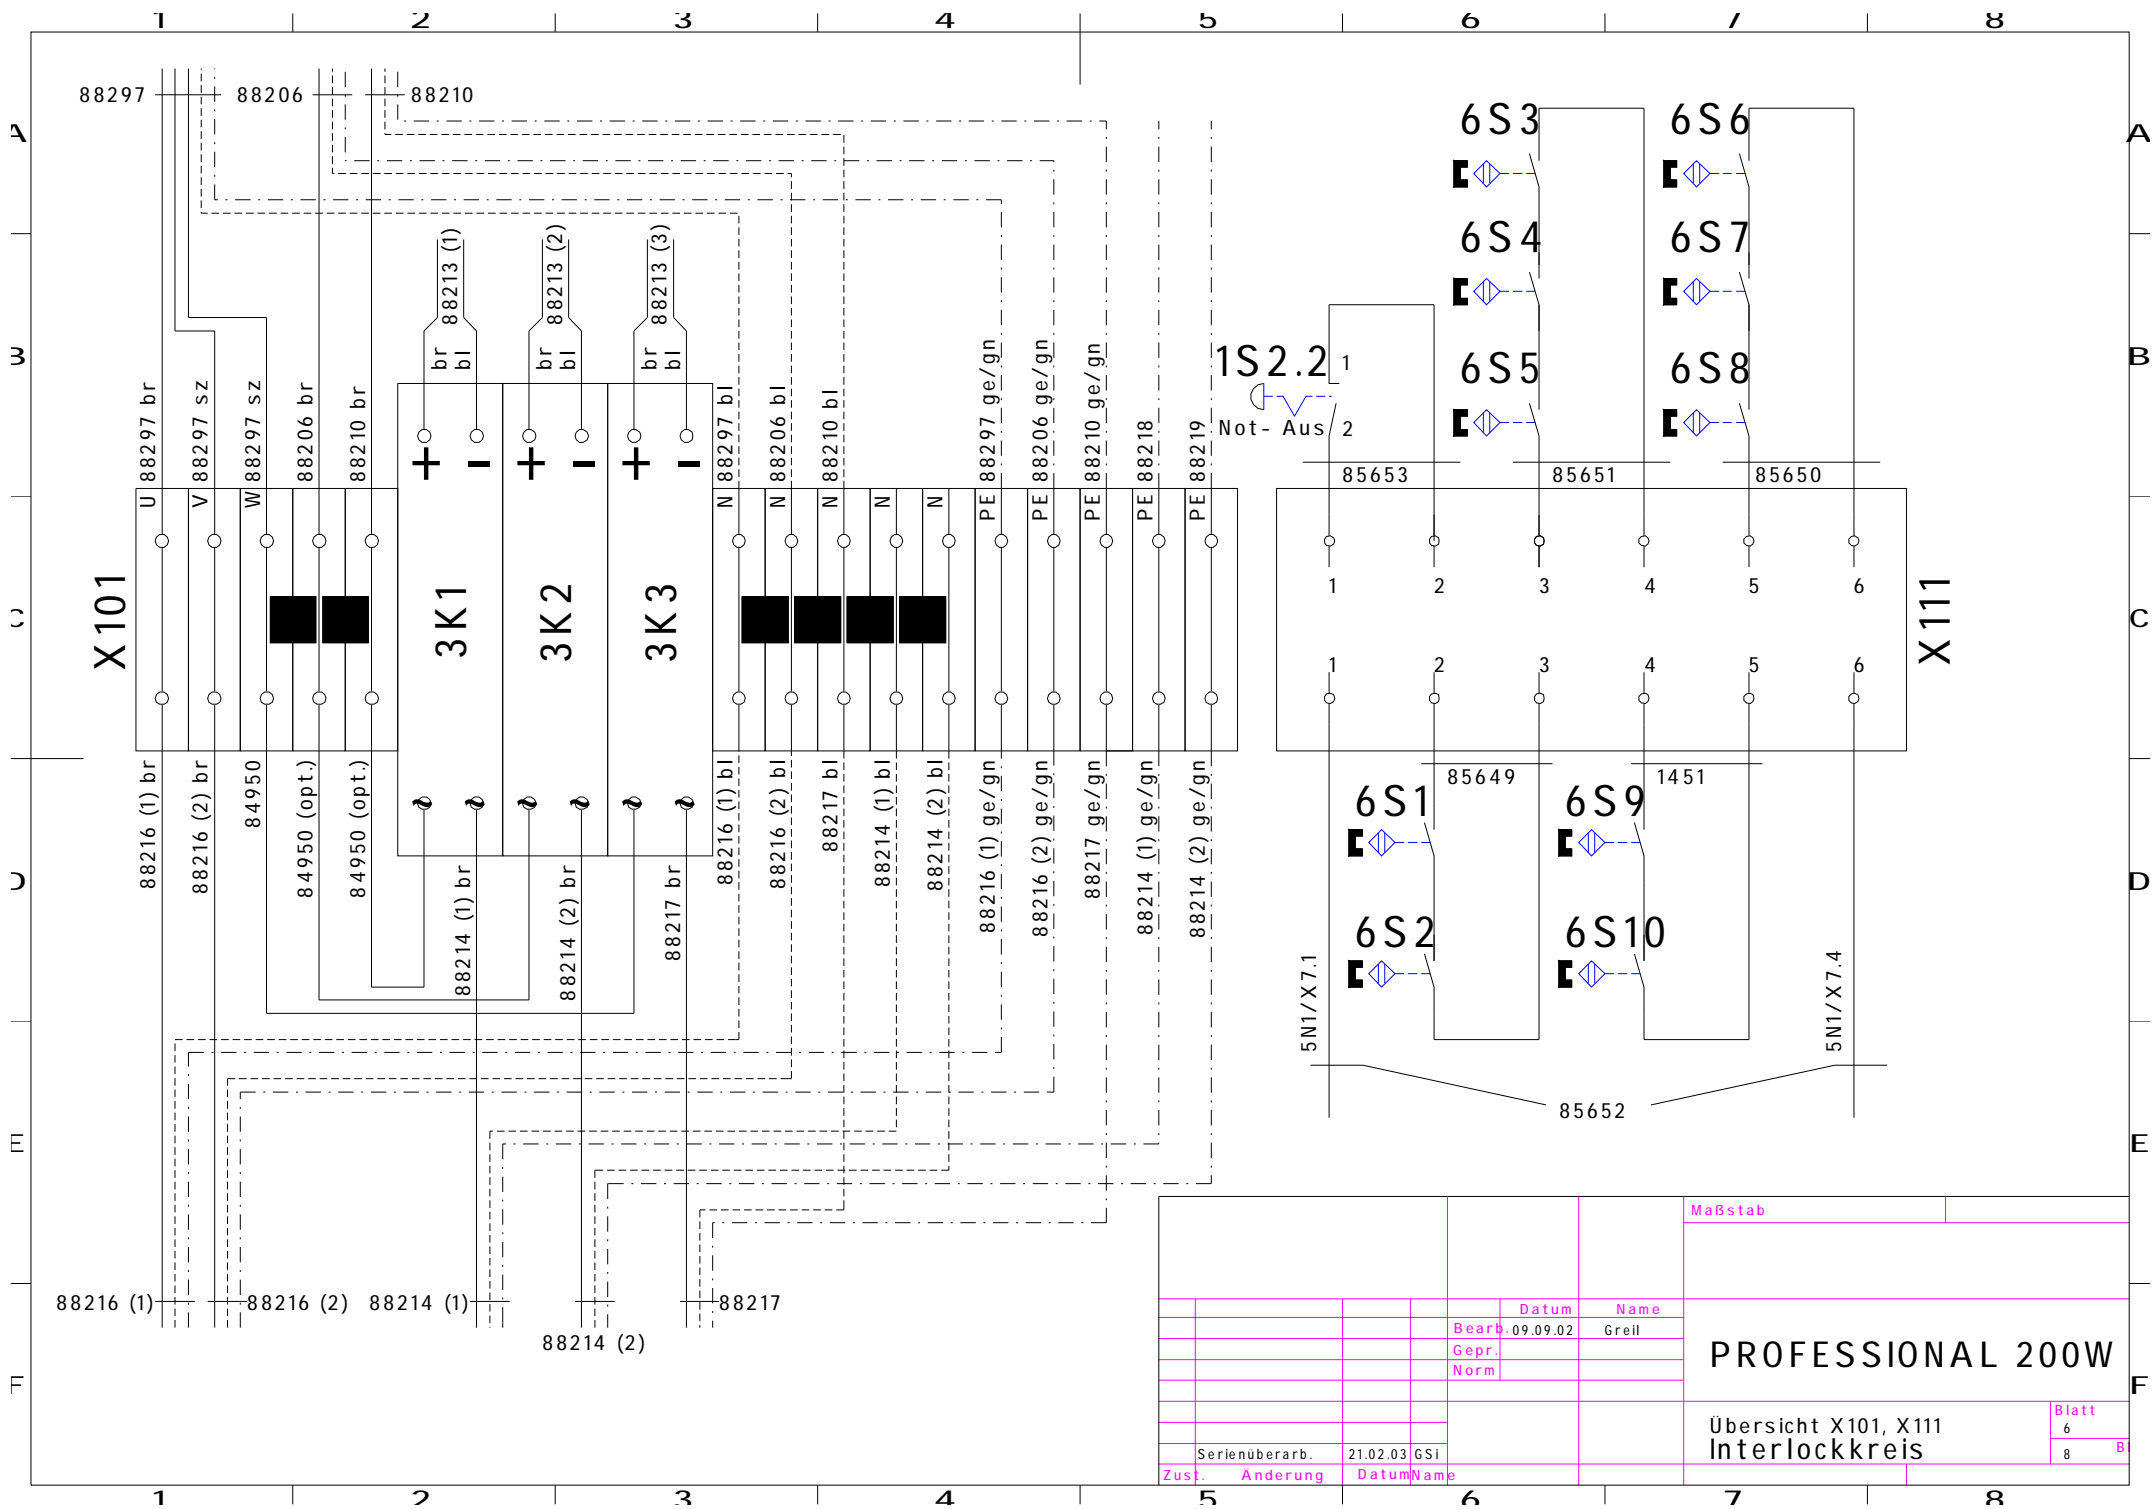 1 2 3 4 5 6 7 8
88297 88206 88210
A A
6S3 6S6
6S4 6S7
88213 (1) 88213 (2) 88213 (3)
br bl br bl br bl
B B
1S2.2 1
Not- Aus 2
6S5 6S8
U 88297 br
V 88297 sz
W 88297 sz
88206 br
88210 br
N 88297 bl
N 88206 bl
N 88210 bl
N
N
PE 88297 ge/gn
PE 88206 ge/gn
PE 88210 ge/gn
PE 88218
PE 88219
85653 85651 85650
+ - + - + -
X101
3K1 3K2 3K3
1 2 3 4 5 6
C C
X111
1 2 3 4 5 6
~ ~ ~ ~ ~ ~
88216 (1) br
88216 (2) br
84950
84950 (opt.)
84950 (opt.)
88214 (1) br
88214 (2) br
88217 br
88216 (1) bl
88216 (2) bl
88217 bl
88214 (1) bl
88214 (2) bl
88216 (1) ge/gn
88216 (2) ge/gn
88217 ge/gn
88214 (1) ge/gn
88214 (2) ge/gn
85649 1451
6S1 6S9
D D
6S2 6S10
5N1/X7.1 5N1/X7.4
85652
E E
88216 (1) 88216 (2) 88214 (1) 88217
88214 (2)
Maßstab
Datum Name
Bearb. 09.09.02 Greil
Gepr.
Norm
PROFESSIONAL 200W
F F
Übersicht X101, X111
Interlockkreis
Blatt
6
8 Bl
Serienüberarb. 21.02.03 GSi
Zust. Änderung Datum Name
1 2 3 4 5 6 7 8